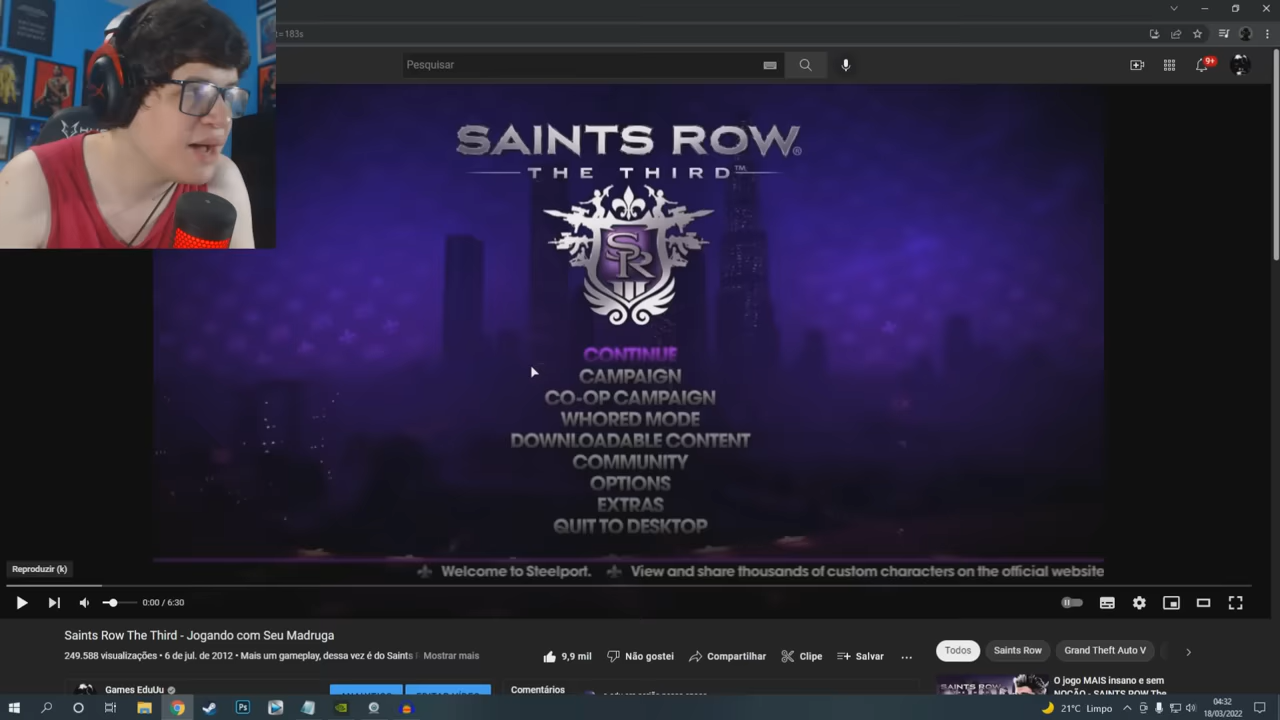 =183s
Pesquisar
9+
SAINTS ROW®
THE THIRD™
SR
III
CONTINUE
CAMPAIGN
CO-OP CAMPAIGN
WHORED MODE
DOWNLOADABLE CONTENT
COMMUNITY
OPTIONS
EXTRAS
QUIT TO DESKTOP
Reproduzir (k)
Welcome to Steelport. View and share thousands of custom characters on the official website
0:00 / 6:30
Saints Row The Third - Jogando com Seu Madruga
249.588 visualizações • 6 de jul. de 2012 • Mais um gameplay, dessa vez é do Saints Mostrar mais
9,9 mil Não gostei Compartilhar Clipe Salvar ...
Todos Saints Row Grand Theft Auto V
O jogo MAIS insano e sem
NOÇÃO - SAINTS ROW The
Games EduUu
Comentários
04:32
21°C Limpo
18/03/2022